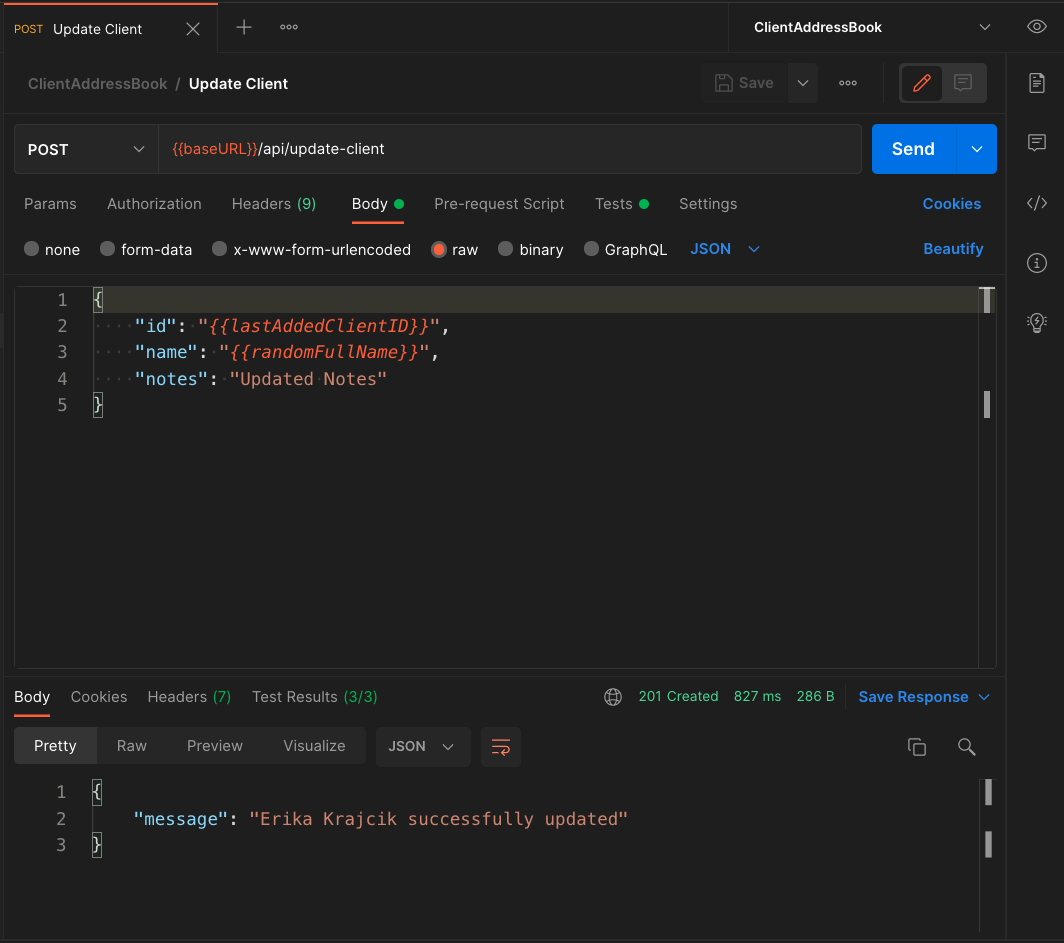 POST Update Client
ClientAddressBook
ClientAddressBook / Update Client
Save
POST
{{baseURL}}/api/update-client
Send
Params Authorization Headers (9) Body Pre-request Script Tests Settings Cookies
none form-data x-www-form-urlencoded raw binary GraphQL JSON Beautify
1 {
2 ····"id":·"{{lastAddedClientID}}",
3 ····"name":·"{{randomFullName}}",
4 ····"notes":·"Updated·Notes"
5 }
Body Cookies Headers (7) Test Results (3/3) 201 Created 827 ms 286 B Save Response
Pretty Raw Preview Visualize JSON
1 {
2 "message": "Erika Krajcik successfully updated"
3 }